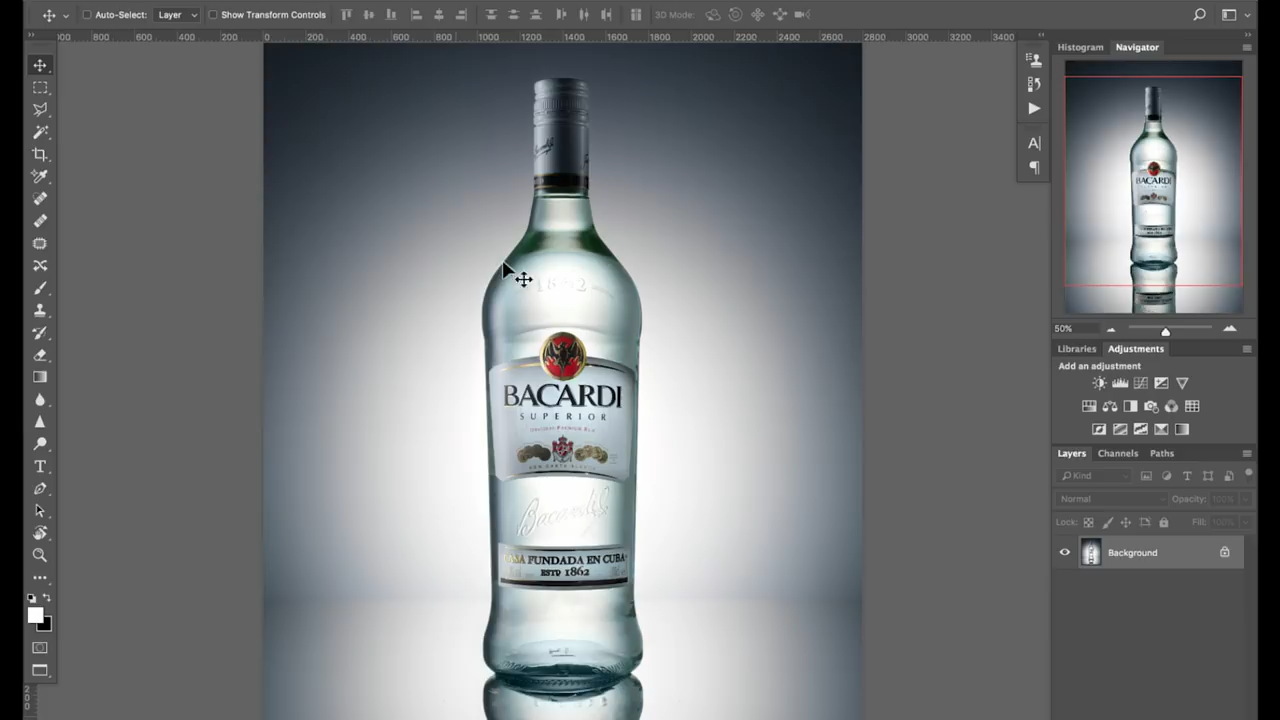 Auto-Select: Layer Show Transform Controls 3D Mode:
800 600 400 200 0 200 400 600 800 1000 1200 1400 1600 1800 2000 2200 2400 2600 2800 3000 3200 3400
Histogram Navigator
50%
Libraries Adjustments
Add an adjustment
Layers Channels Paths
Kind
Normal Opacity: 100%
Lock: Fill: 100%
Background
BACARDI
SUPERIOR
Bacardi
CASA FUNDADA EN CUBA
ESTD 1862